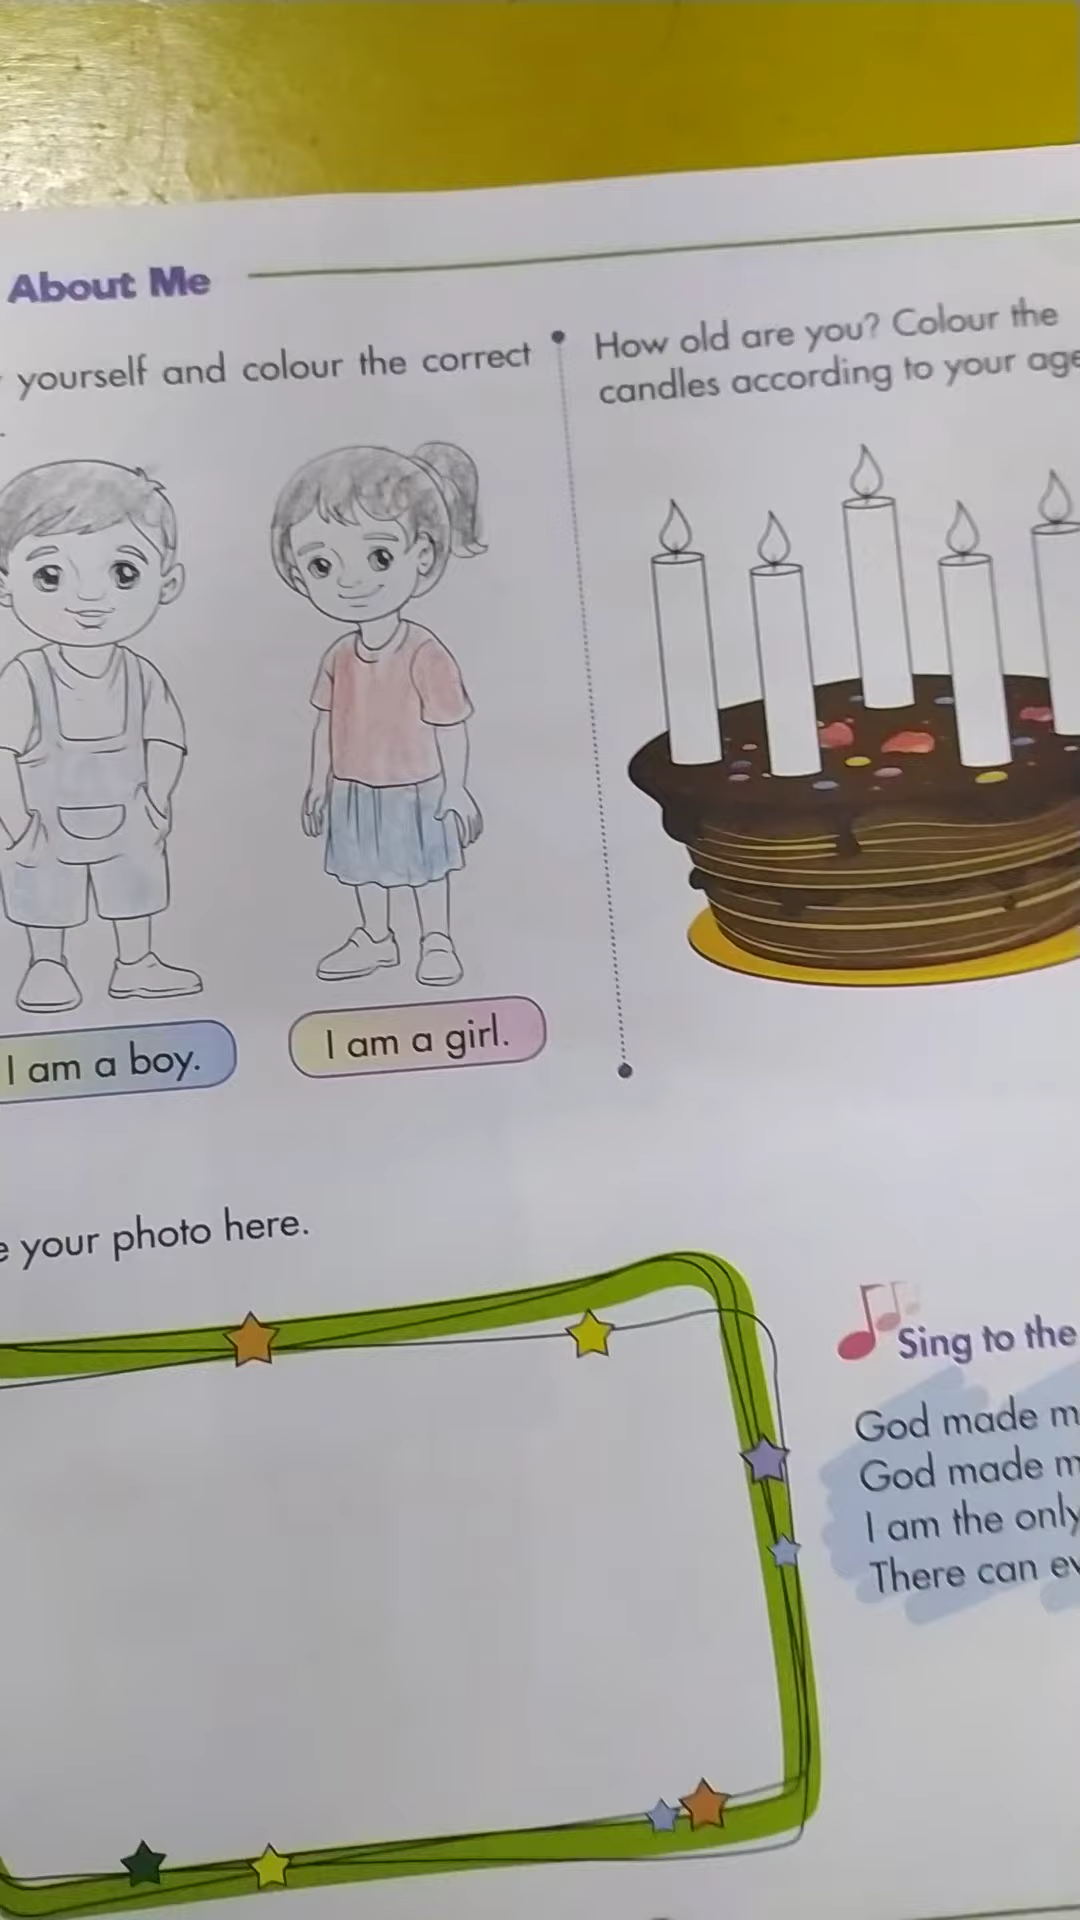 About Me
yourself and colour the correct
How old are you? Colour the
candles according to your age
I am a boy.
I am a girl.
your photo here.
Sing to the
God made
God made
I am the only
There can